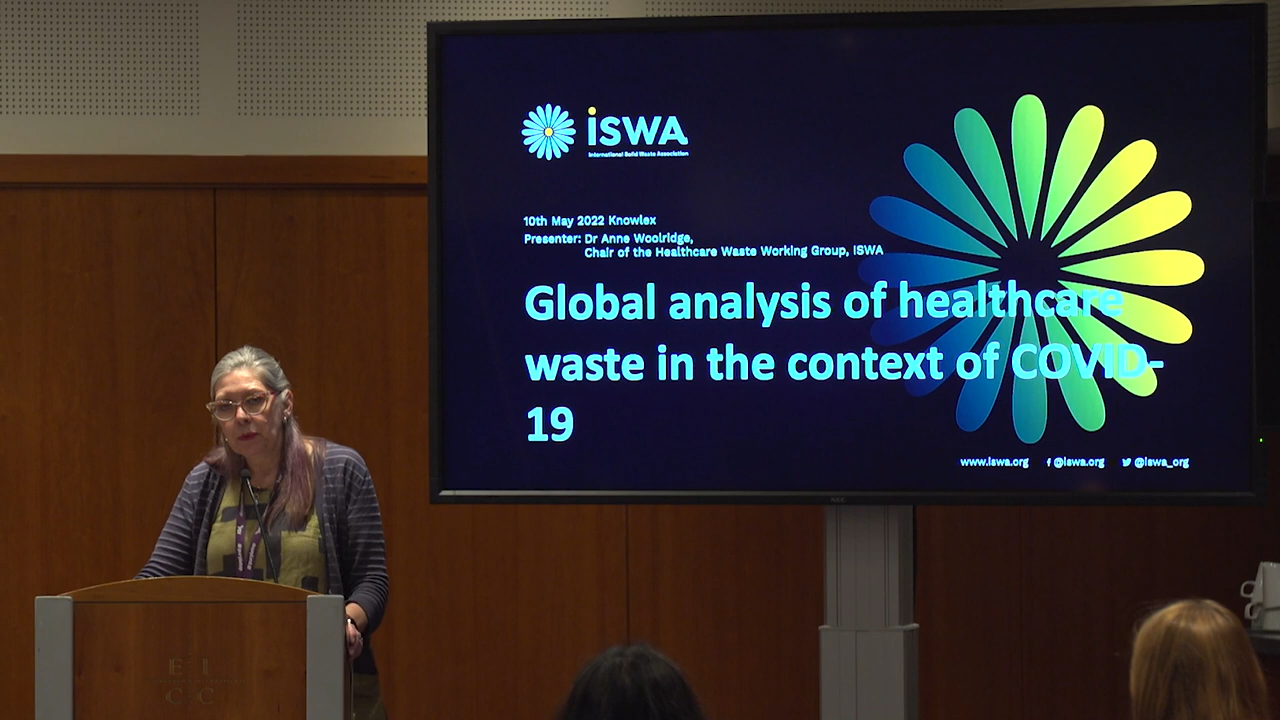 iSWA
International Solid Waste Association
10th May 2022 Knowlex
Presenter: Dr Anne Woolridge,
Chair of the Healthcare Waste Working Group, ISWA
Global analysis of healthcare
waste in the context of COVID-
19
www.iswa.org f @iswa.org @iswa_org
NEC
E I
C C